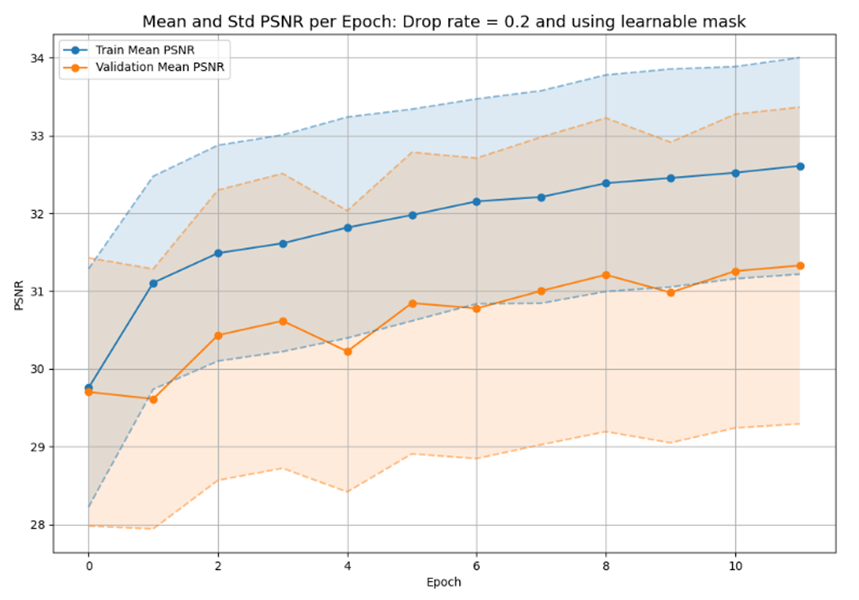 Mean and Std PSNR per Epoch: Drop rate = 0.2 and using learnable mask
Train Mean PSNR
Validation Mean PSNR
34
33
32
31
30
29
28
PSNR
0 2 4 6 8 10
Epoch